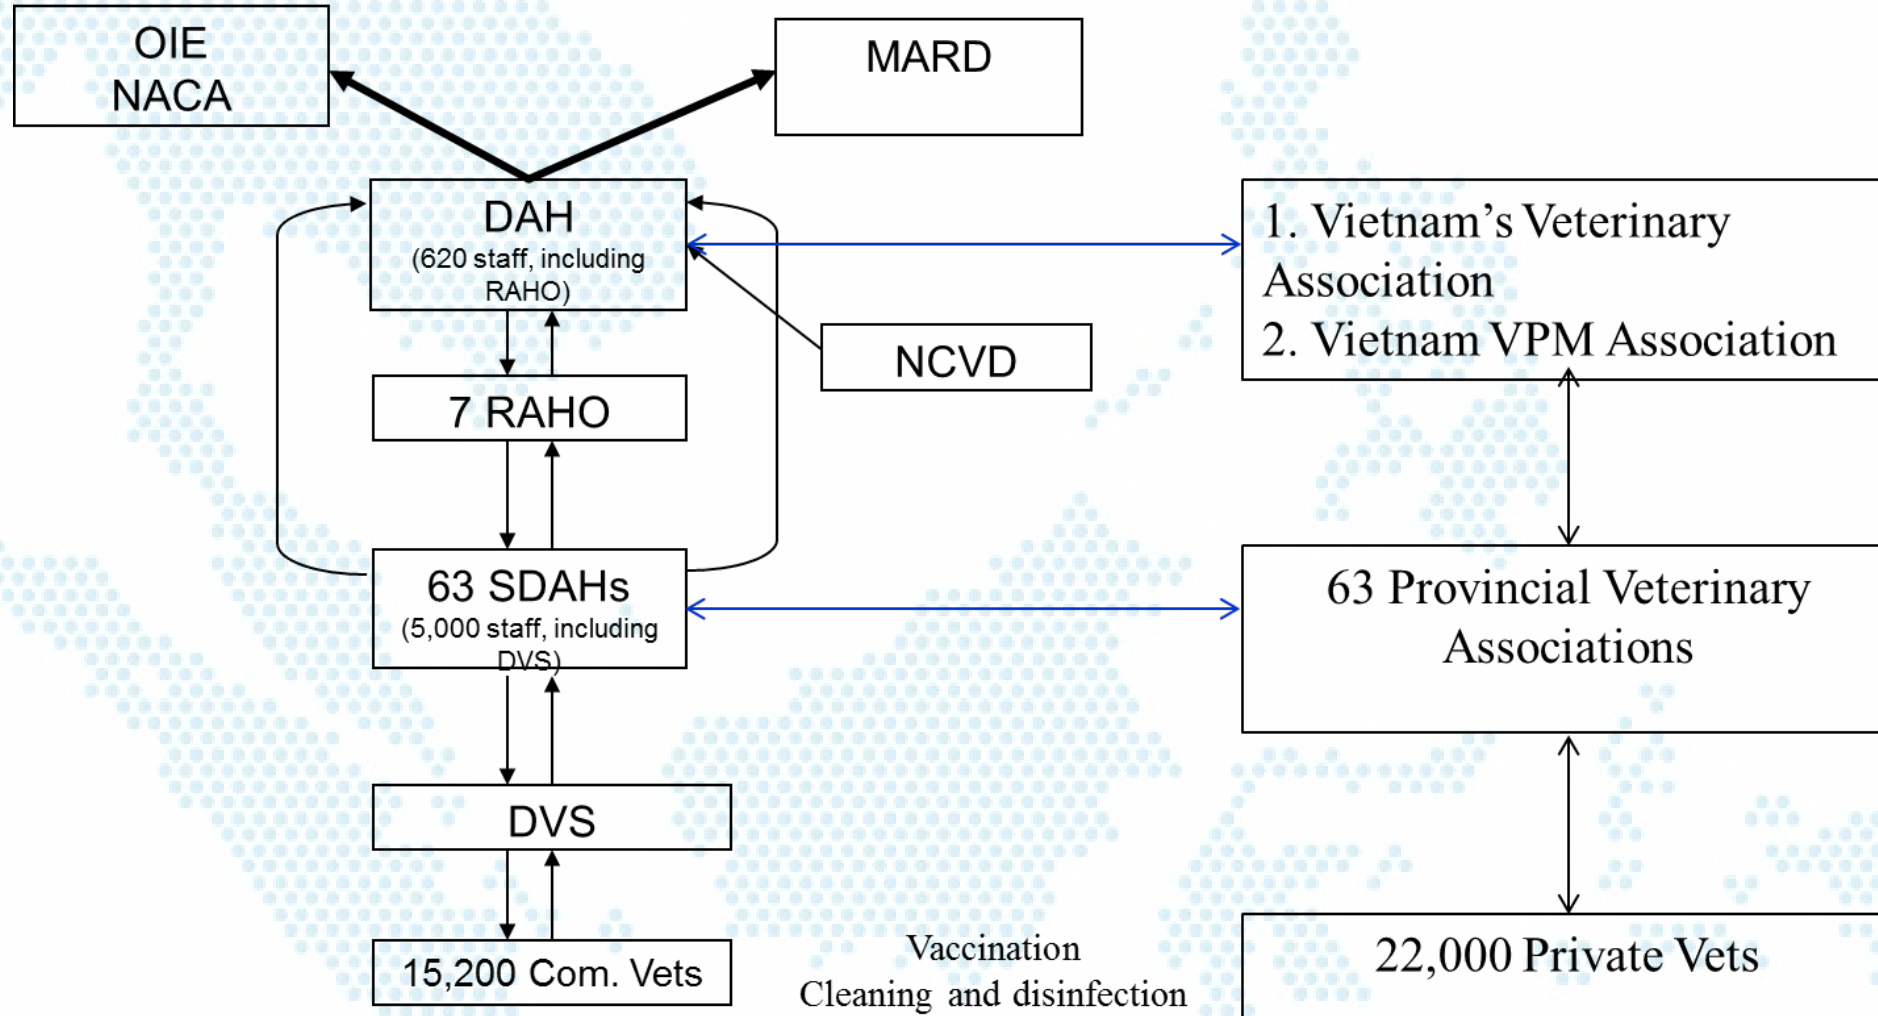 OIE
NACA
MARD
DAH
(620 staff, including
RAHO)
1. Vietnam’s Veterinary
Association
2. Vietnam VPM Association
NCVD
7 RAHO
63 SDAHs
(5,000 staff, including
DVS)
63 Provincial Veterinary
Associations
DVS
15,200 Com. Vets
Vaccination
Cleaning and disinfection
22,000 Private Vets